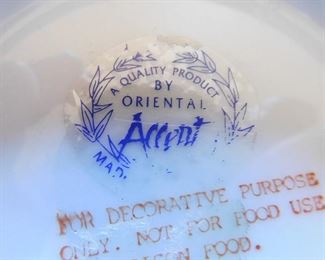 A QUALITY PRODUCT
BY
ORIENTAL
Accent
FOR DECORATIVE PURPOSE
ONLY. NOT FOR FOOD USE
FOOD.